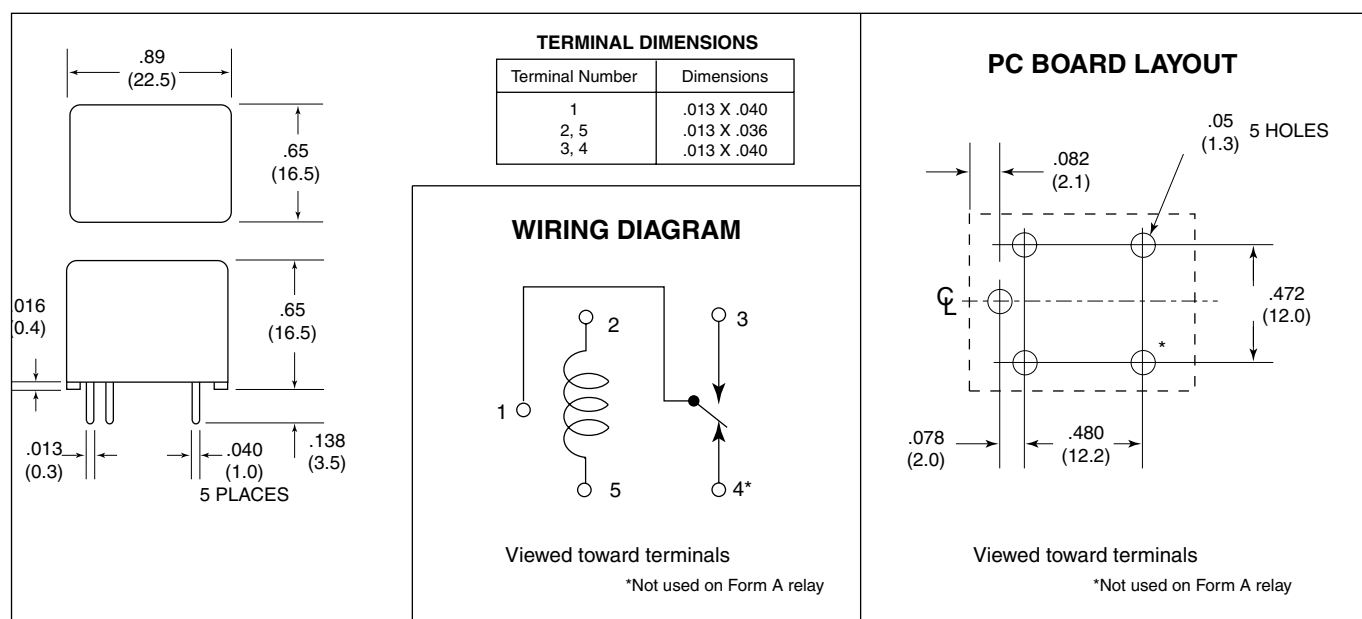 .89
(22.5)
.65
(16.5)
.016
(0.4)
.65
(16.5)
.013
(0.3)
.040
(1.0)
5 PLACES
.138
(3.5)
TERMINAL DIMENSIONS
Terminal Number Dimensions
1 .013 X .040
2, 5 .013 X .036
3, 4 .013 X .040
WIRING DIAGRAM
1
2
3
5
4*
Viewed toward terminals
*Not used on Form A relay
PC BOARD LAYOUT
.05
(1.3) 5 HOLES
.082
(2.1)
CL
.472
(12.0)
*
.078
(2.0)
.480
(12.2)
Viewed toward terminals
*Not used on Form A relay